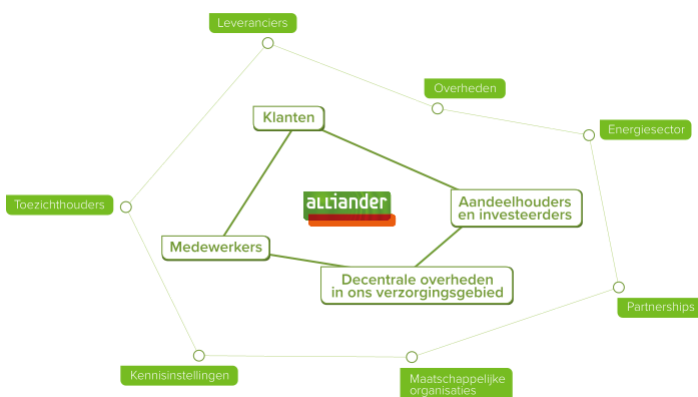 Leveranciers
Overheden
Klanten
Energiesector
alliander
Aandeelhouders
en investeerders
Toezichthouders
Medewerkers
Decentrale overheden
in ons verzorgingsgebied
Partnerships
Kennisinstellingen
Maatschappelijke
organisaties